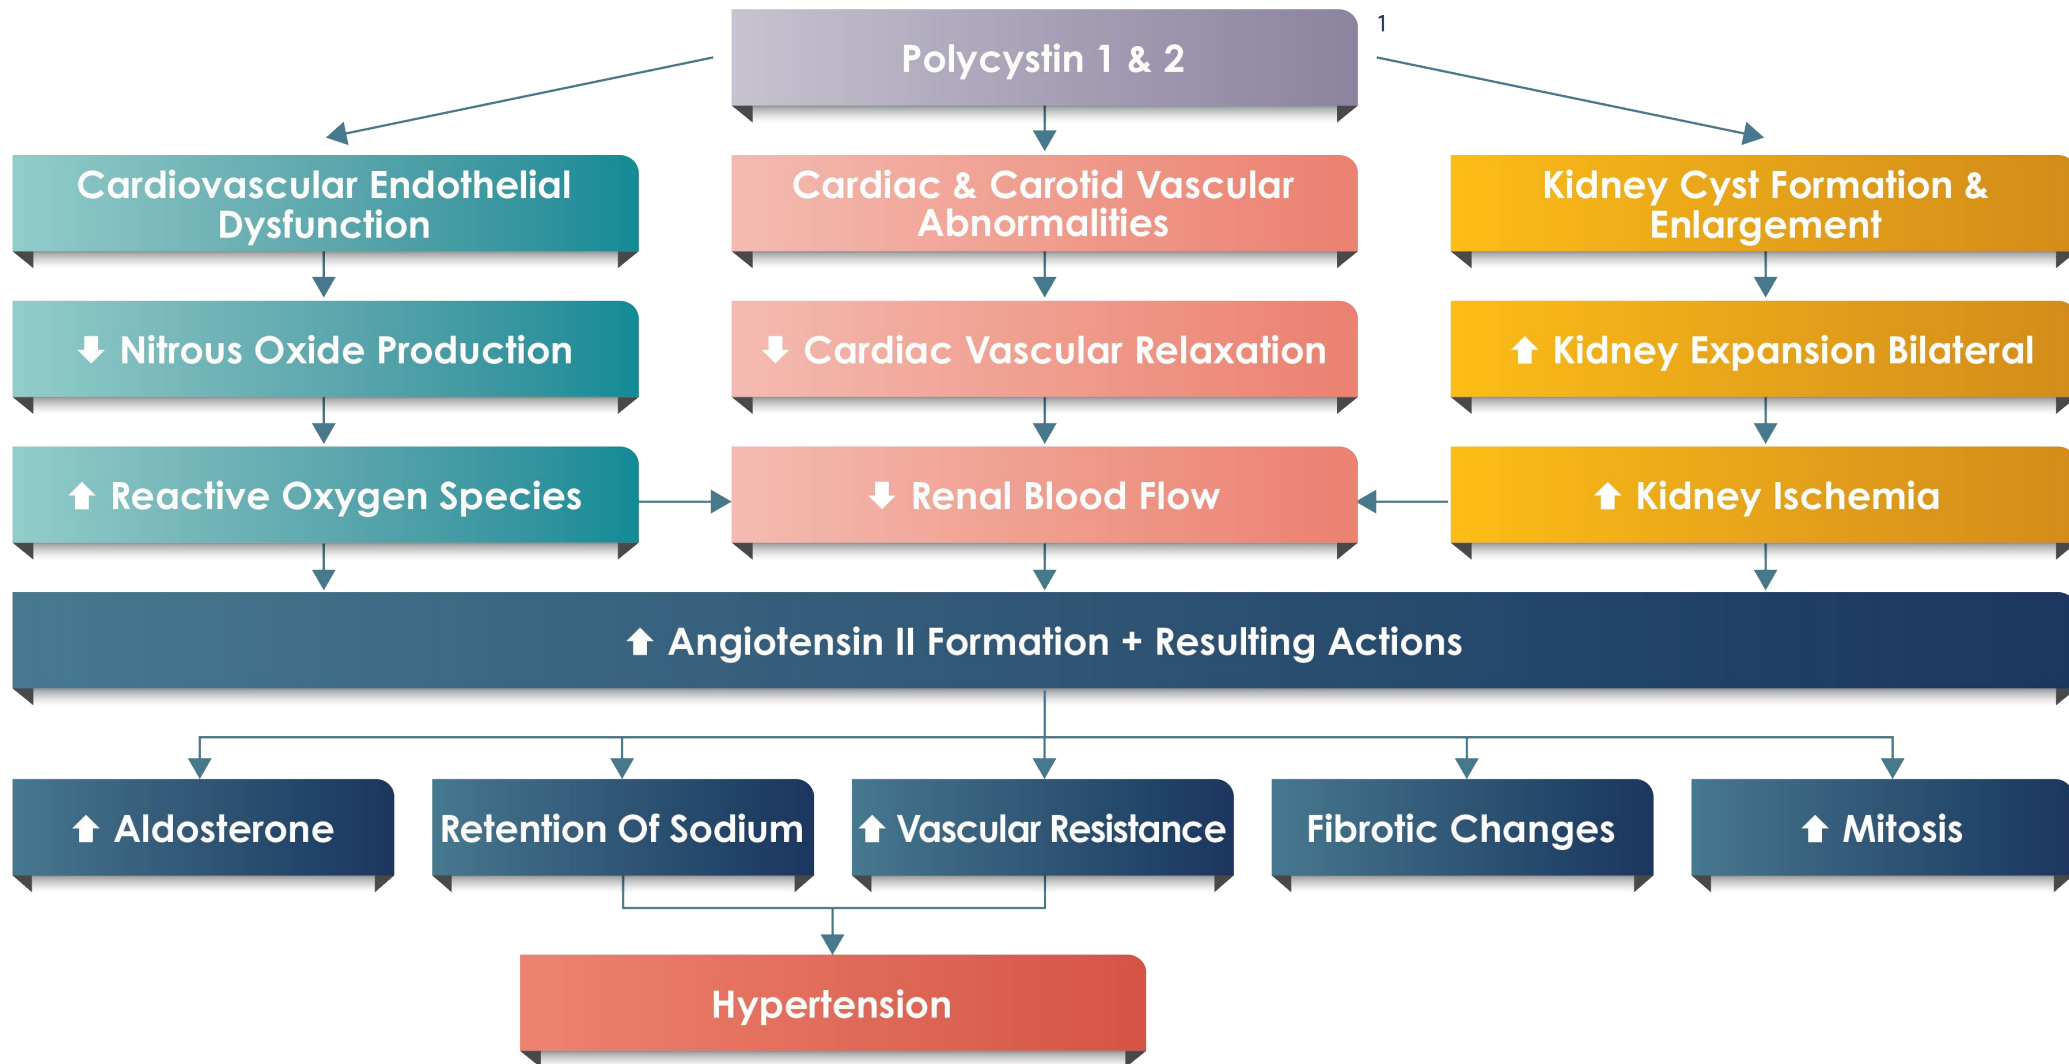 Polycystin 1 & 2
1
Cardiovascular Endothelial
Dysfunction
Cardiac & Carotid Vascular
Abnormalities
Kidney Cyst Formation &
Enlargement
⬇ Nitrous Oxide Production
⬇ Cardiac Vascular Relaxation
⬆ Kidney Expansion Bilateral
⬆ Reactive Oxygen Species
⬇ Renal Blood Flow
⬆ Kidney Ischemia
⬆ Angiotensin II Formation + Resulting Actions
⬆ Aldosterone
Retention Of Sodium
⬆ Vascular Resistance
Fibrotic Changes
⬆ Mitosis
Hypertension